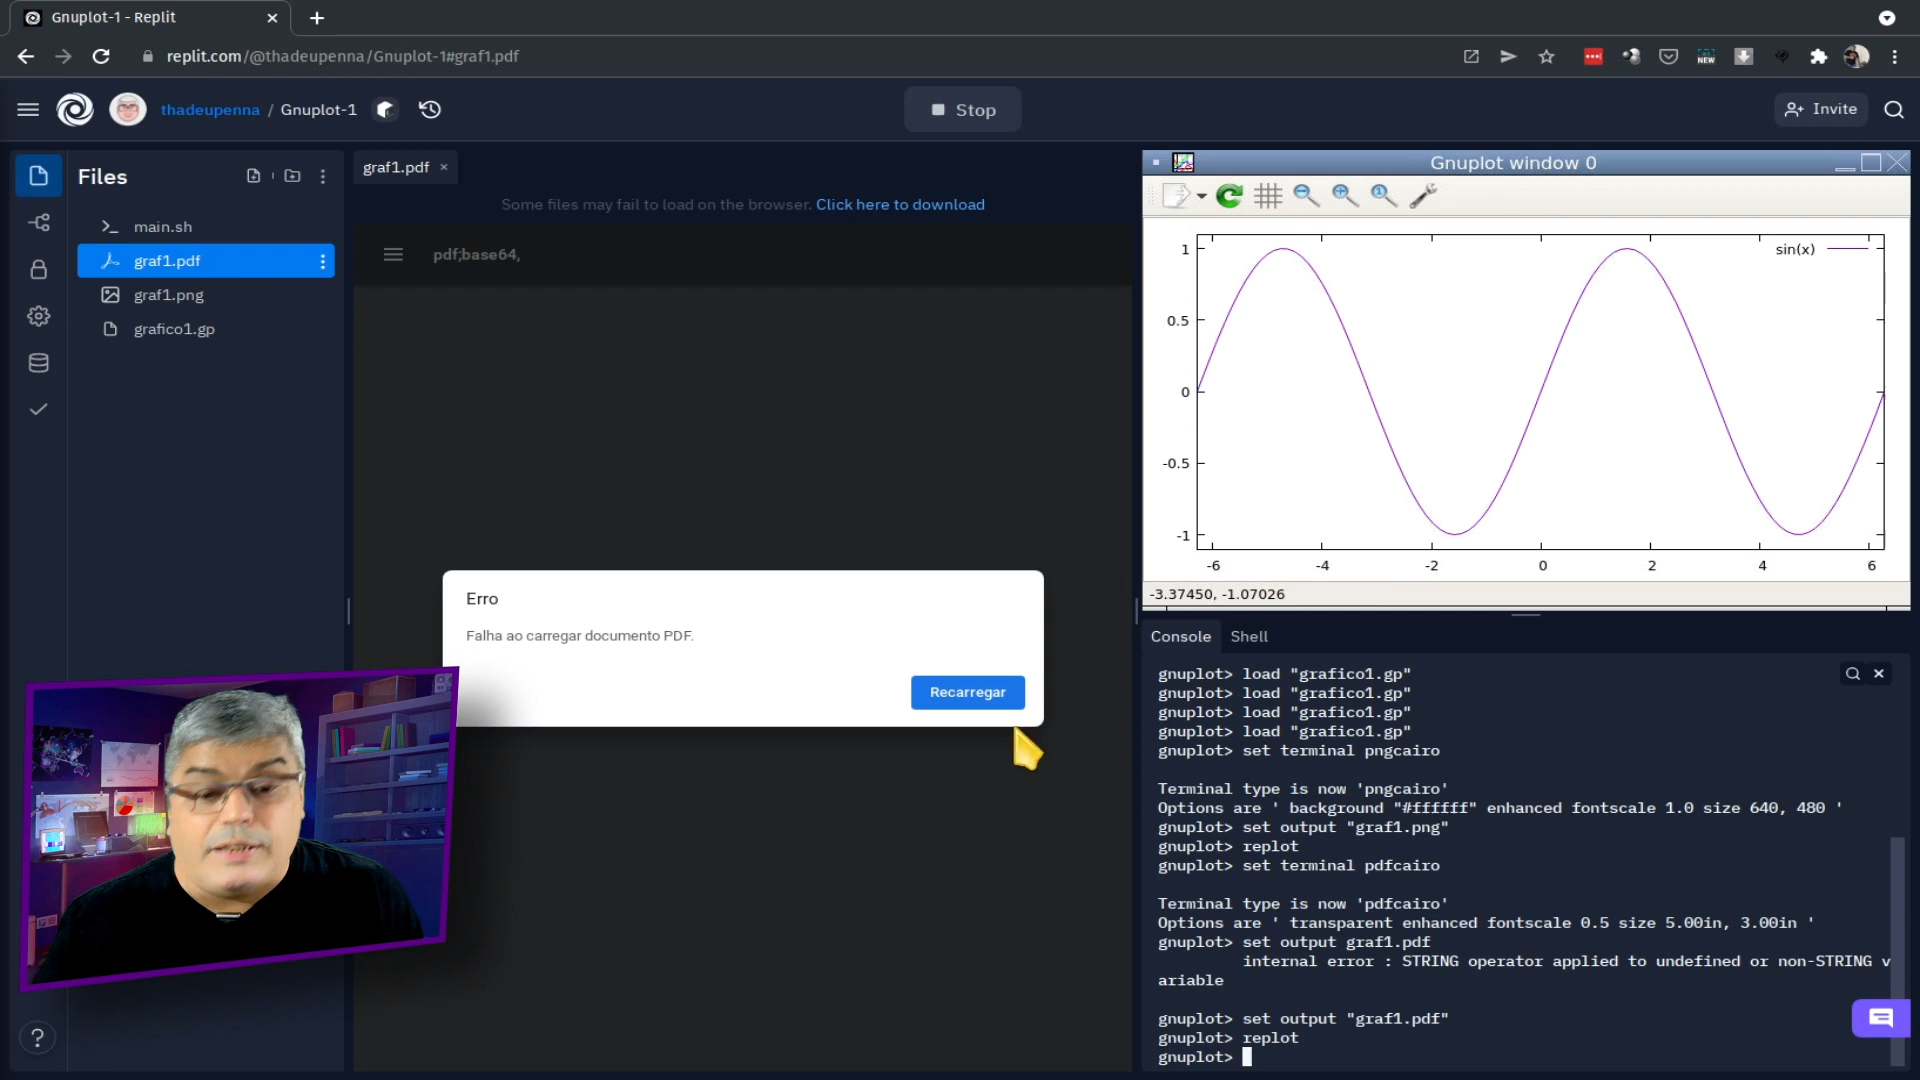 Gnuplot-1 - Replit
replit.com/@thadeupenna/Gnuplot-1#graf1.pdf
NEW
thadeupenna / Gnuplot-1
Stop
Invite
Files
main.sh
graf1.pdf
graf1.png
grafico1.gp
graf1.pdf
Some files may fail to load on the browser. Click here to download
pdf;base64,
Erro
Falha ao carregar documento PDF.
Recarregar
Gnuplot window 0
sin(x)
1
0.5
0
-0.5
-1
-6 -4 -2 0 2 4 6
-3.37450, -1.07026
Console Shell
gnuplot> load "grafico1.gp"
gnuplot> load "grafico1.gp"
gnuplot> load "grafico1.gp"
gnuplot> load "grafico1.gp"
gnuplot> set terminal pngcairo
Terminal type is now 'pngcairo'
Options are ' background "#ffffff" enhanced fontscale 1.0 size 640, 480 '
gnuplot> set output "graf1.png"
gnuplot> replot
gnuplot> set terminal pdfcairo
Terminal type is now 'pdfcairo'
Options are ' transparent enhanced fontscale 0.5 size 5.00in, 3.00in '
gnuplot> set output graf1.pdf
internal error : STRING operator applied to undefined or non-STRING v
ariable
gnuplot> set output "graf1.pdf"
gnuplot> replot
gnuplot>